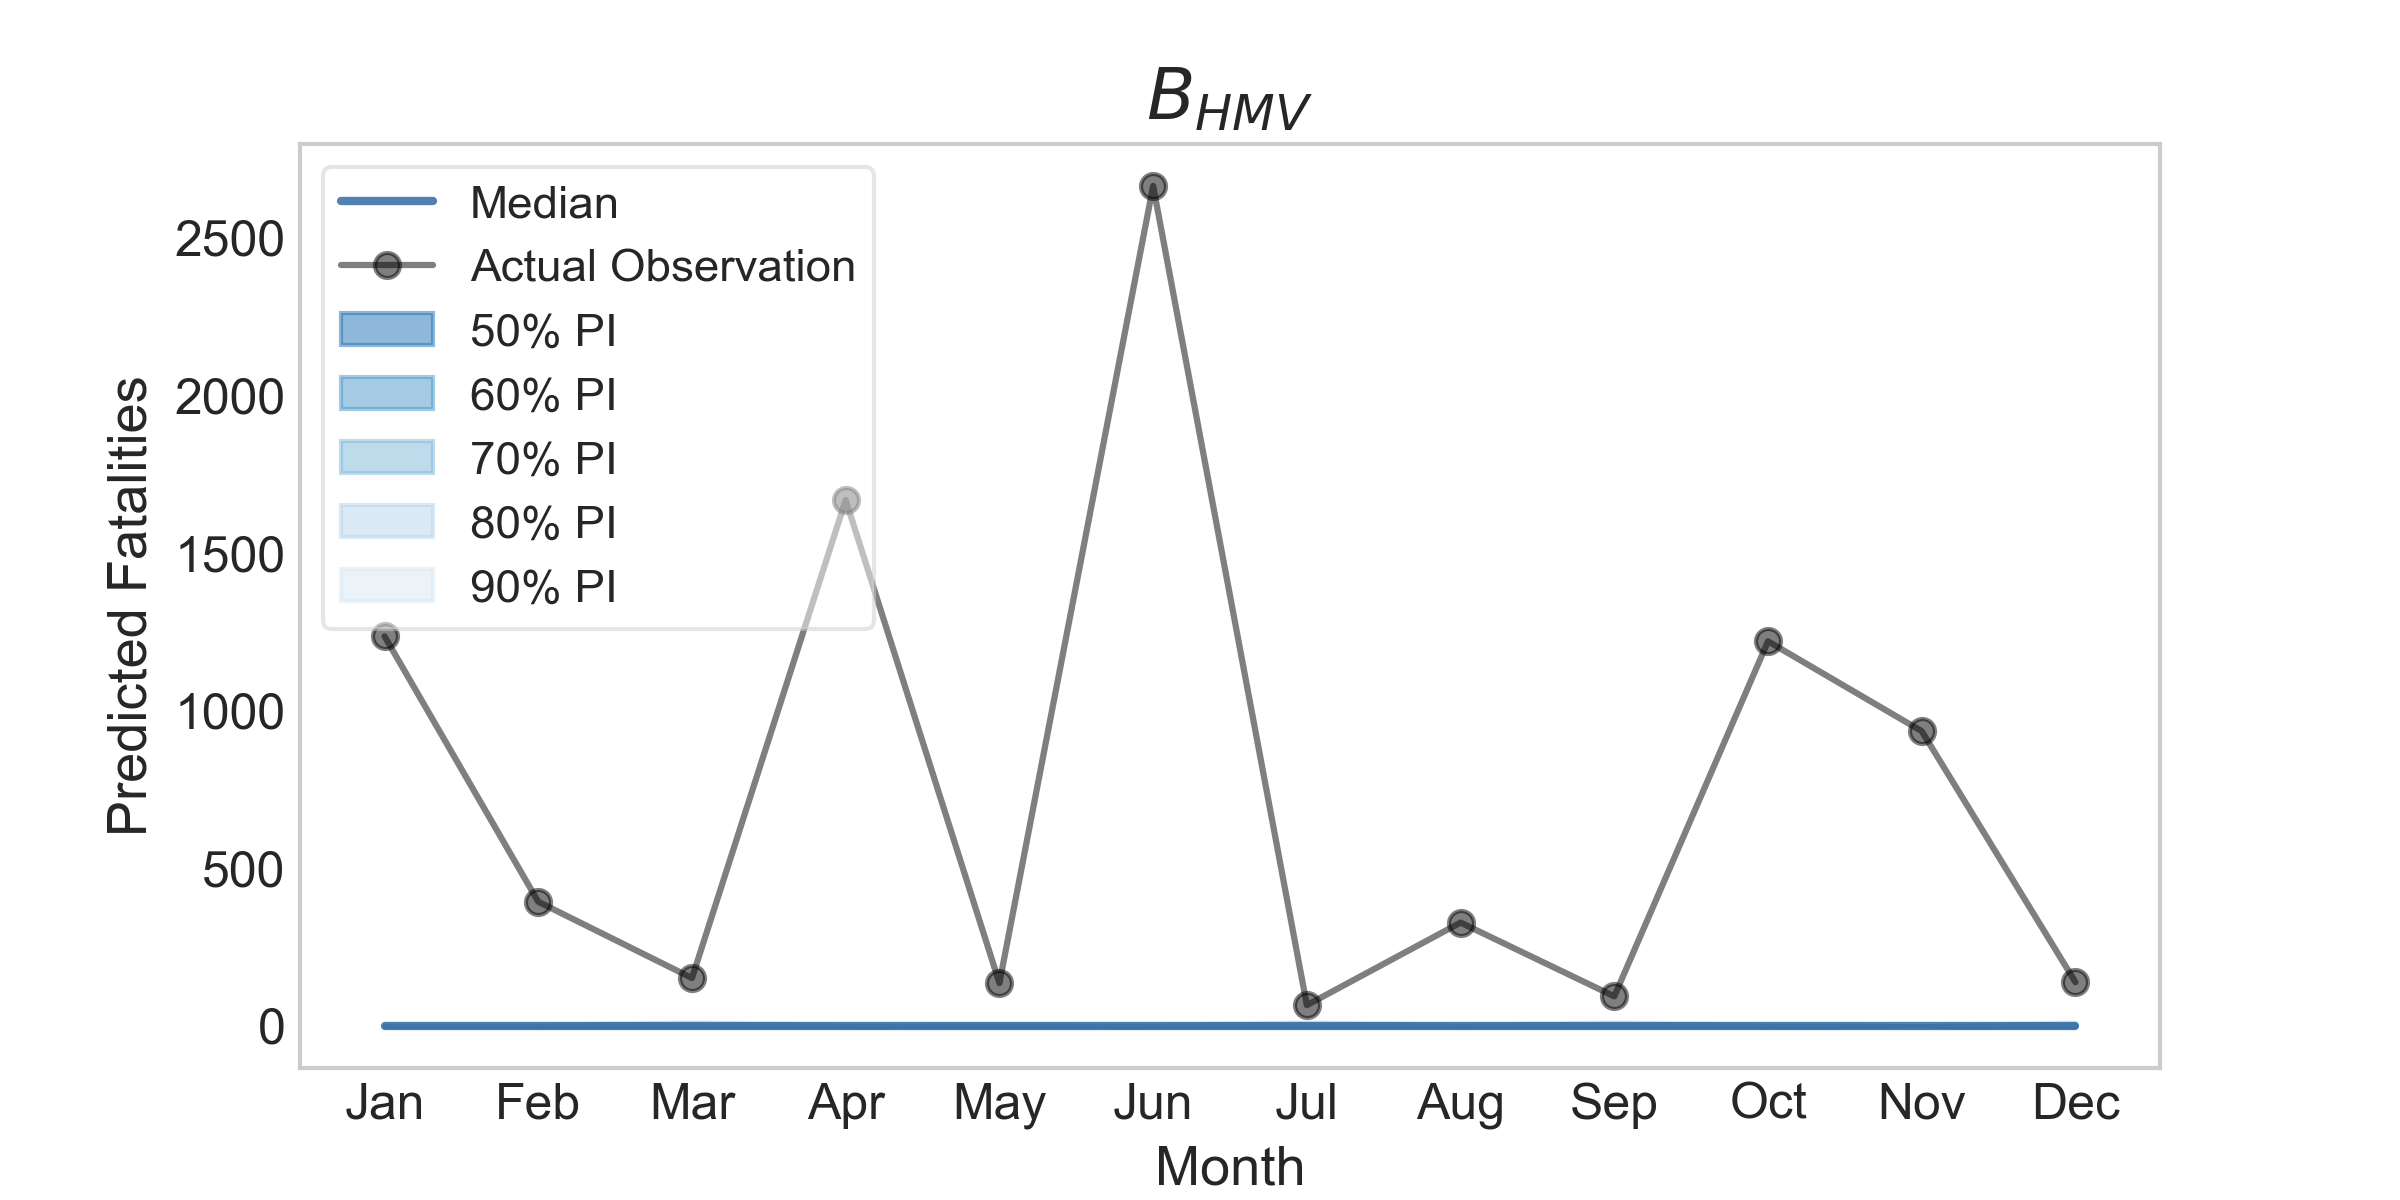 B_HMV
Median
Actual Observation
50% PI
60% PI
70% PI
80% PI
90% PI
Predicted Fatalities
2500
2000
1500
1000
500
0
Jan Feb Mar Apr May Jun Jul Aug Sep Oct Nov Dec
Month